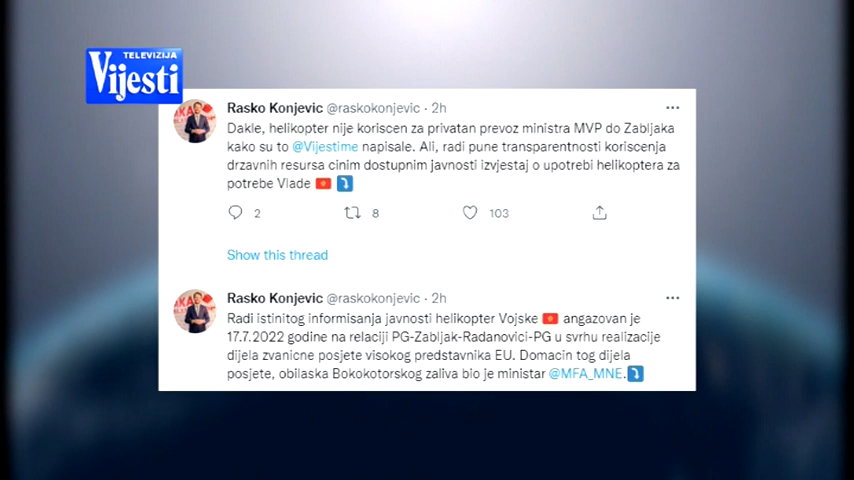 TELEVIZIJA
Vijesti
Rasko Konjevic @raskokonjevic · 2h
Dakle, helikopter nije koriscen za privatan prevoz ministra MVP do Zabljaka
kako su to @Vijestime napisale. Ali, radi pune transparentnosti koriscenja
drzavnih resursa cinim dostupnim javnosti izvjestaj o upotrebi helikoptera za
potrebe Vlade 🇲🇪 ⤵️
2 8 103
Show this thread
Rasko Konjevic @raskokonjevic · 2h
Radi istinitog informisanja javnosti helikopter Vojske 🇲🇪 angazovan je
17.7.2022 godine na relaciji PG-Zabljak-Radanovici-PG u svrhu realizacije
dijela zvanicne posjete visokog predstavnika EU. Domacin tog dijela
posjete, obilaska Bokokotorskog zaliva bio je ministar @MFA_MNE.⤵️